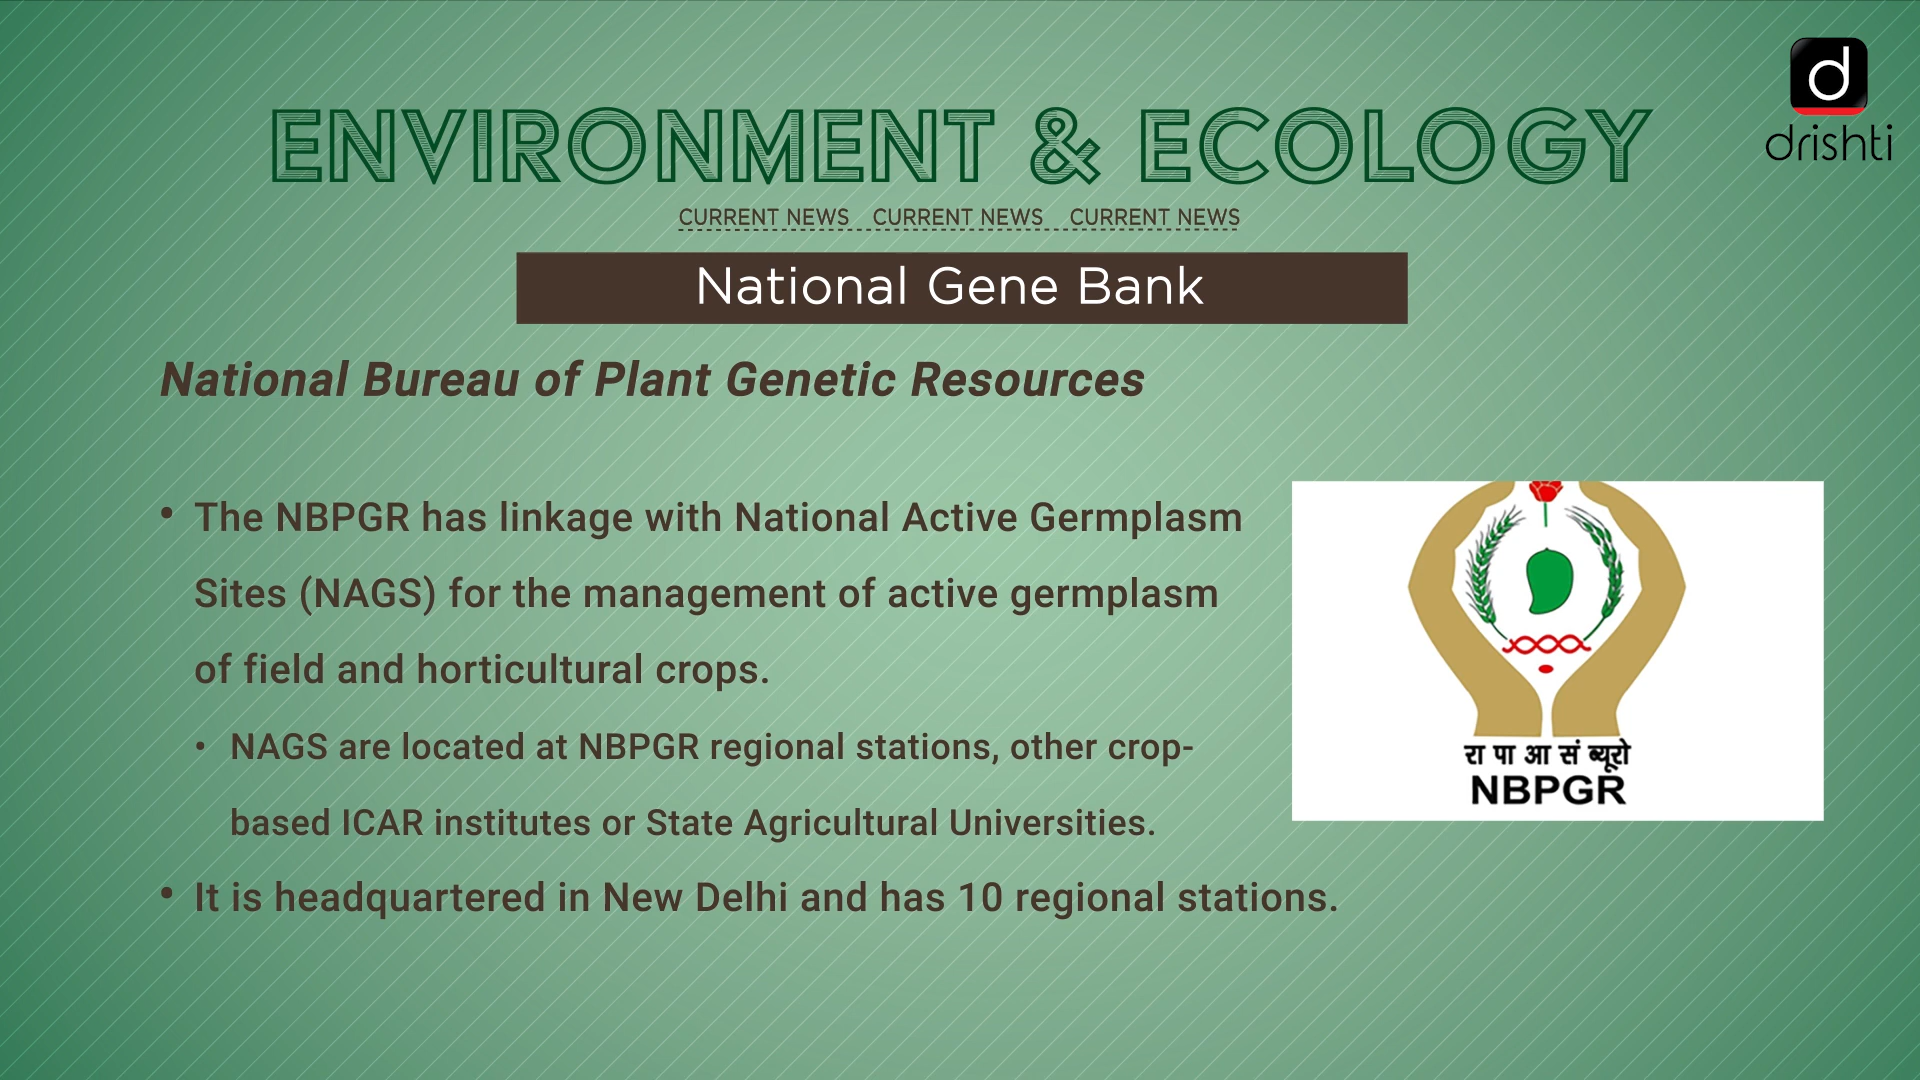 d
drishti
ENVIRONMENT & ECOLOGY
CURRENT NEWS CURRENT NEWS CURRENT NEWS
National Gene Bank
National Bureau of Plant Genetic Resources
• The NBPGR has linkage with National Active Germplasm
Sites (NAGS) for the management of active germplasm
of field and horticultural crops.
• NAGS are located at NBPGR regional stations, other crop-
based ICAR institutes or State Agricultural Universities.
• It is headquartered in New Delhi and has 10 regional stations.
रा पा आ सं ब्यूरो
NBPGR